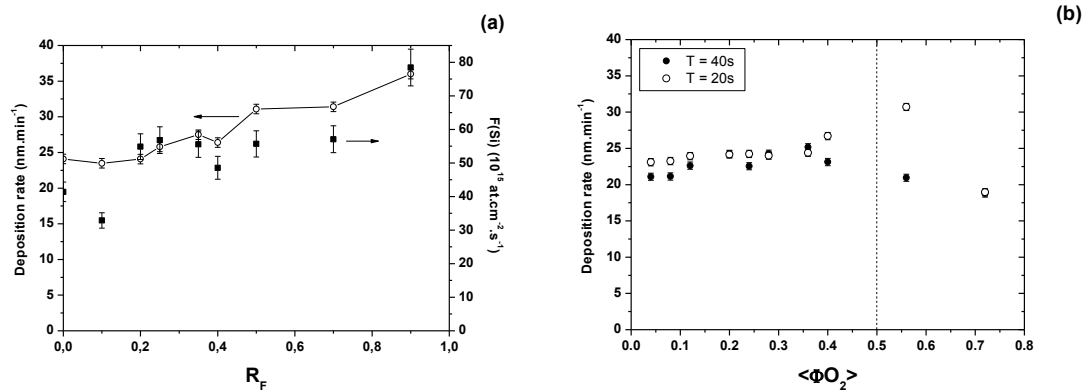 (a)
40
35
30
25
20
15
10
5
0
Deposition rate (nm.min⁻¹)
80
70
60
50
40
30
20
10
0
F(Si) (10¹⁵ at.cm⁻².s⁻¹)
0,0 0,2 0,4 0,6 0,8 1,0
R_F
(b)
40
35
30
25
20
15
10
5
0
Deposition rate (nm.min⁻¹)
T = 40s
T = 20s
0.0 0.1 0.2 0.3 0.4 0.5 0.6 0.7 0.8
<ΦO₂>